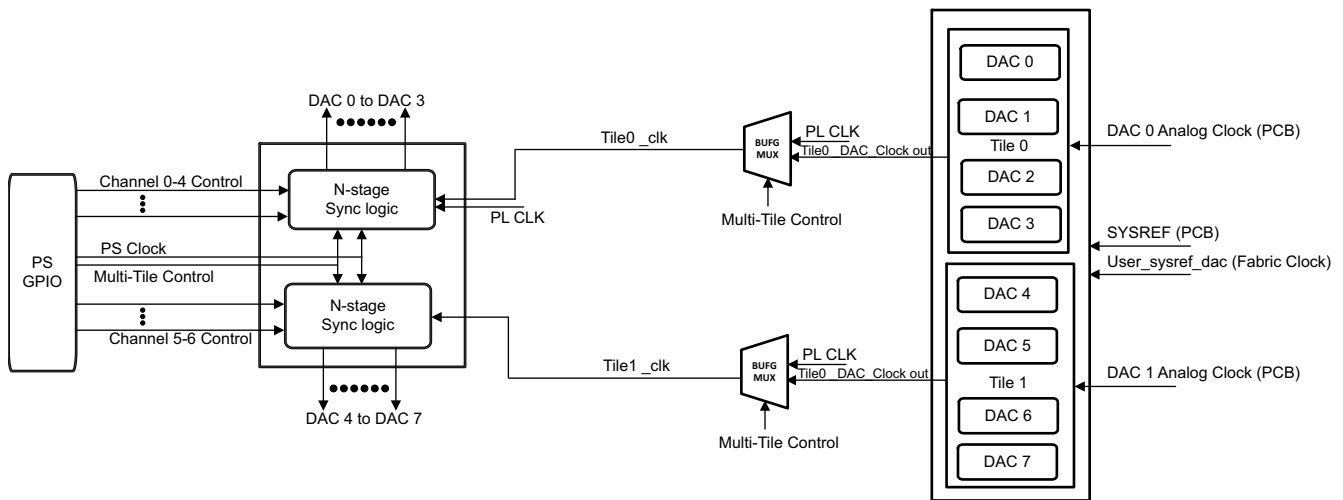 DAC 0 to DAC 3
PS
GPIO
Channel 0-4 Control
PS Clock
Multi-Tile Control
Channel 5-6 Control
N-stage
Sync logic
N-stage
Sync logic
PL CLK
DAC 4 to DAC 7
Tile0 _clk
Tile1 _clk
BUFG
MUX
PL CLK
Tile0 _DAC_Clock out
Multi-Tile Control
BUFG
MUX
PL CLK
Tile0_DAC_Clock out
Multi-Tile Control
DAC 0
DAC 1
Tile 0
DAC 2
DAC 3
DAC 4
DAC 5
Tile 1
DAC 6
DAC 7
DAC 0 Analog Clock (PCB)
SYSREF (PCB)
User_sysref_dac (Fabric Clock)
DAC 1 Analog Clock (PCB)